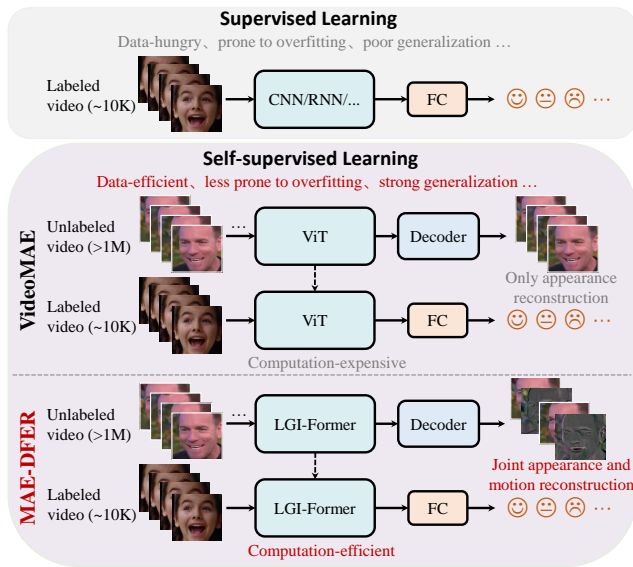 Supervised Learning
Data-hungry、prone to overfitting、poor generalization …
Labeled
video (~10K)
CNN/RNN/...
FC
...
Self-supervised Learning
Data-efficient、less prone to overfitting、strong generalization …
VideoMAE
Unlabeled
video (>1M)
...
ViT
Decoder
Only appearance
reconstruction
Labeled
video (~10K)
ViT
FC
...
Computation-expensive
MAE-DFER
Unlabeled
video (>1M)
...
LGI-Former
Decoder
Joint appearance and
motion reconstruction
Labeled
video (~10K)
LGI-Former
FC
...
Computation-efficient